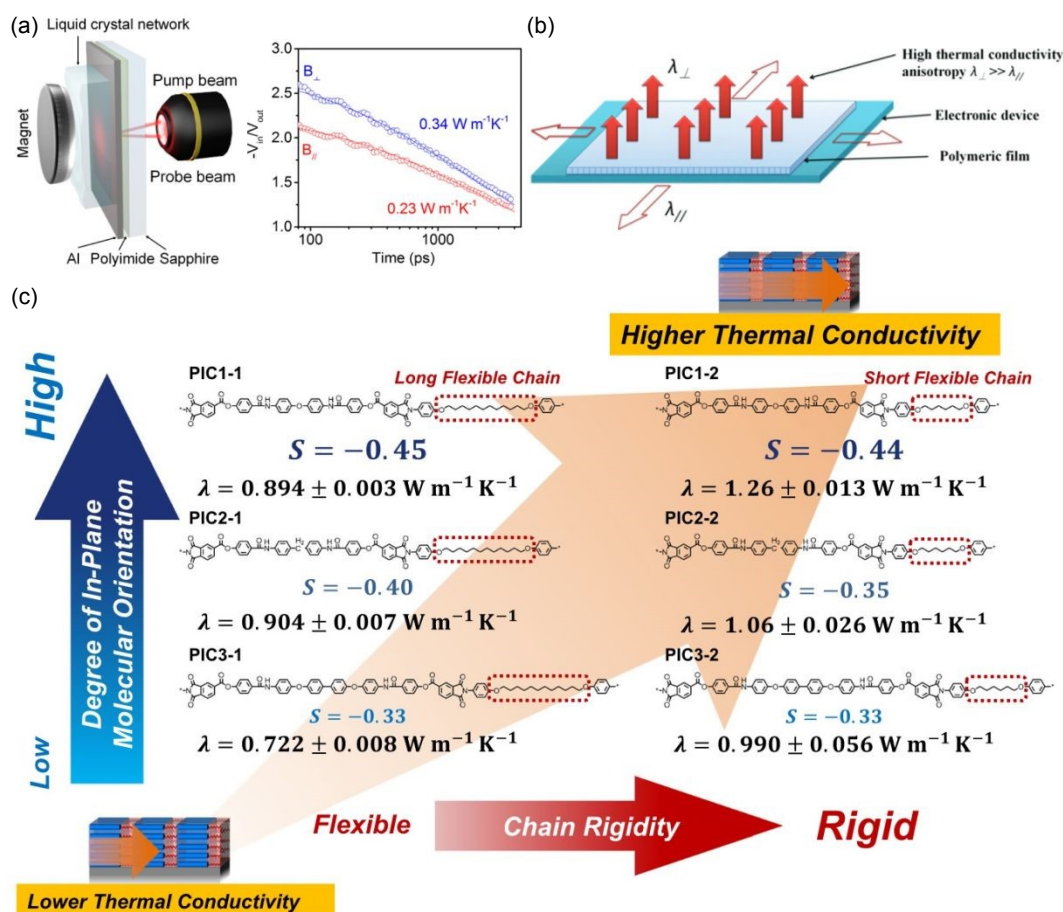 (a)
Liquid crystal network
Magnet
Pump beam
Probe beam
Al Polyimide Sapphire
-V_in/V_out
3.0
2.5
2.0
1.5
1.0
B⊥
0.34 W m⁻¹K⁻¹
B//
0.23 W m⁻¹K⁻¹
100
1000
Time (ps)
(b)
λ⊥
λ//
High thermal conductivity
anisotropy λ⊥ >> λ//
Electronic device
Polymeric film
(c)
Higher Thermal Conductivity
High
Degree of In-Plane
Molecular Orientation
Low
PIC1-1
Long Flexible Chain
S = −0.45
λ = 0.894 ± 0.003 W m⁻¹ K⁻¹
PIC1-2
Short Flexible Chain
S = −0.44
λ = 1.26 ± 0.013 W m⁻¹ K⁻¹
PIC2-1
S = −0.40
λ = 0.904 ± 0.007 W m⁻¹ K⁻¹
PIC2-2
S = −0.35
λ = 1.06 ± 0.026 W m⁻¹ K⁻¹
PIC3-1
S = −0.33
λ = 0.722 ± 0.008 W m⁻¹ K⁻¹
PIC3-2
S = −0.33
λ = 0.990 ± 0.056 W m⁻¹ K⁻¹
Flexible
Chain Rigidity
Rigid
Lower Thermal Conductivity